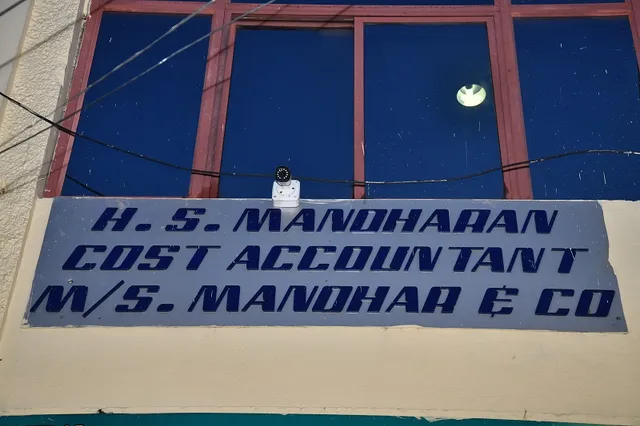 H. S. MANOHARAN
COST ACCOUNTANT
M/S. MANOHAR & CO